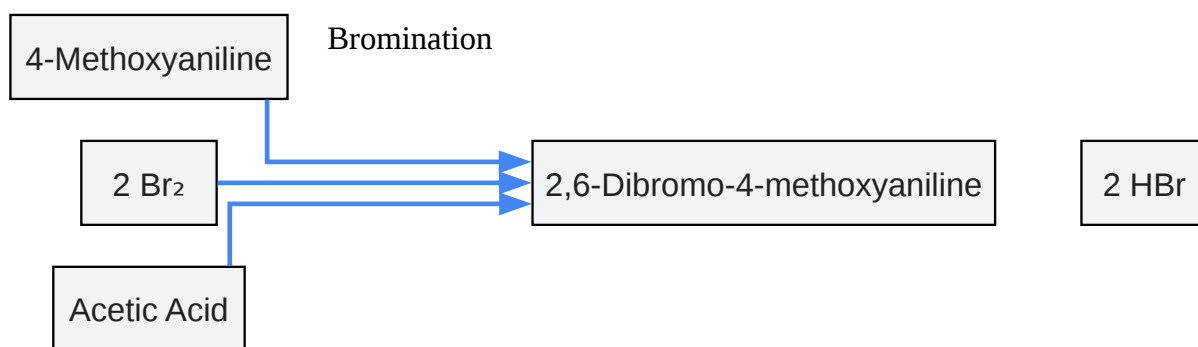 4-Methoxyaniline
Bromination
2 Br₂
2,6-Dibromo-4-methoxyaniline
2 HBr
Acetic Acid